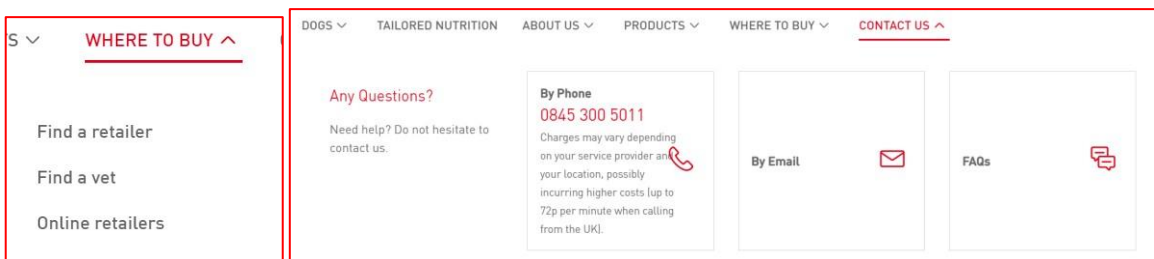 S
WHERE TO BUY
Find a retailer
Find a vet
Online retailers
DOGS TAILORED NUTRITION ABOUT US PRODUCTS WHERE TO BUY CONTACT US
Any Questions?
Need help? Do not hesitate to
contact us.
By Phone
0845 300 5011
Charges may vary depending
on your service provider and
your location, possibly
incurring higher costs (up to
72p per minute when calling
from the UK).
By Email
FAQs